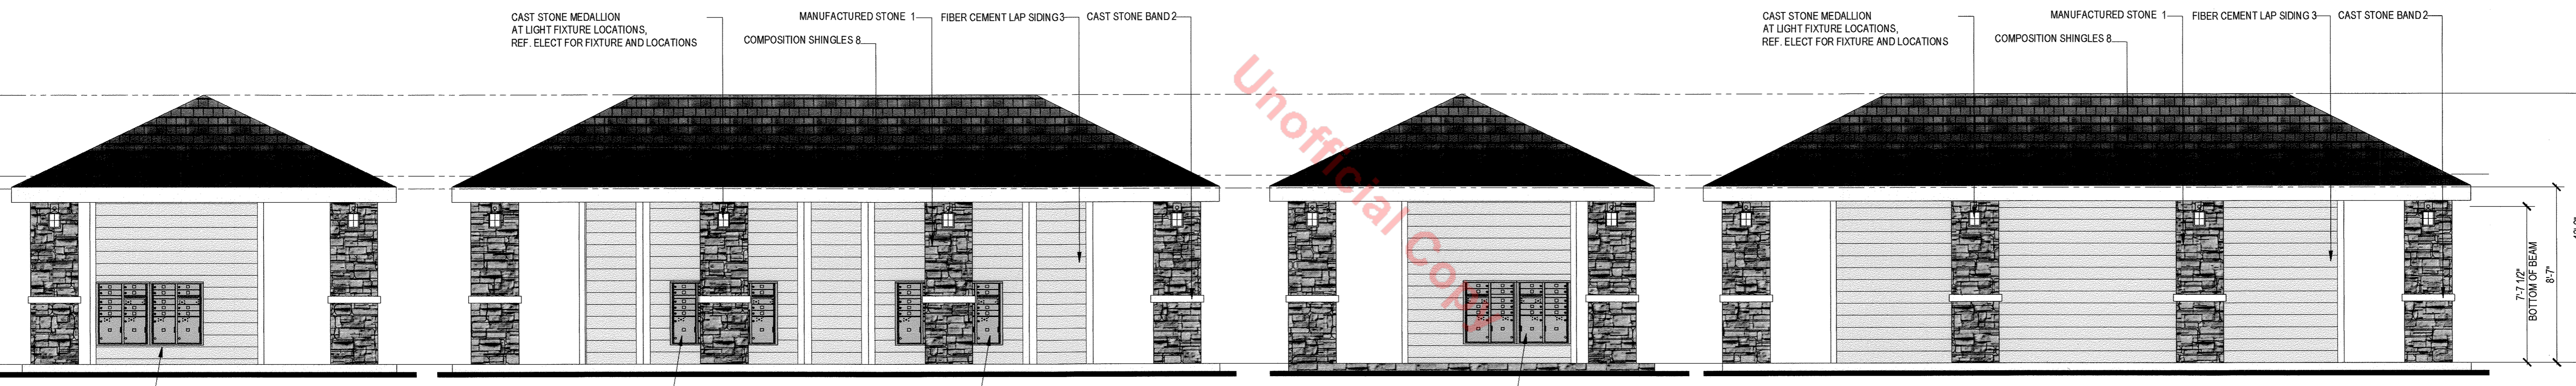 CAST STONE MEDALLION
AT LIGHT FIXTURE LOCATIONS,
REF. ELECT FOR FIXTURE AND LOCATIONS
MANUFACTURED STONE 1
COMPOSITION SHINGLES 8
FIBER CEMENT LAP SIDING 3
CAST STONE BAND 2
CAST STONE MEDALLION
AT LIGHT FIXTURE LOCATIONS,
REF. ELECT FOR FIXTURE AND LOCATIONS
MANUFACTURED STONE 1
COMPOSITION SHINGLES 8
FIBER CEMENT LAP SIDING 3
CAST STONE BAND 2
Unofficial Copy
7'-7 1/2"
BOTTOM OF BEAM
8'-7"